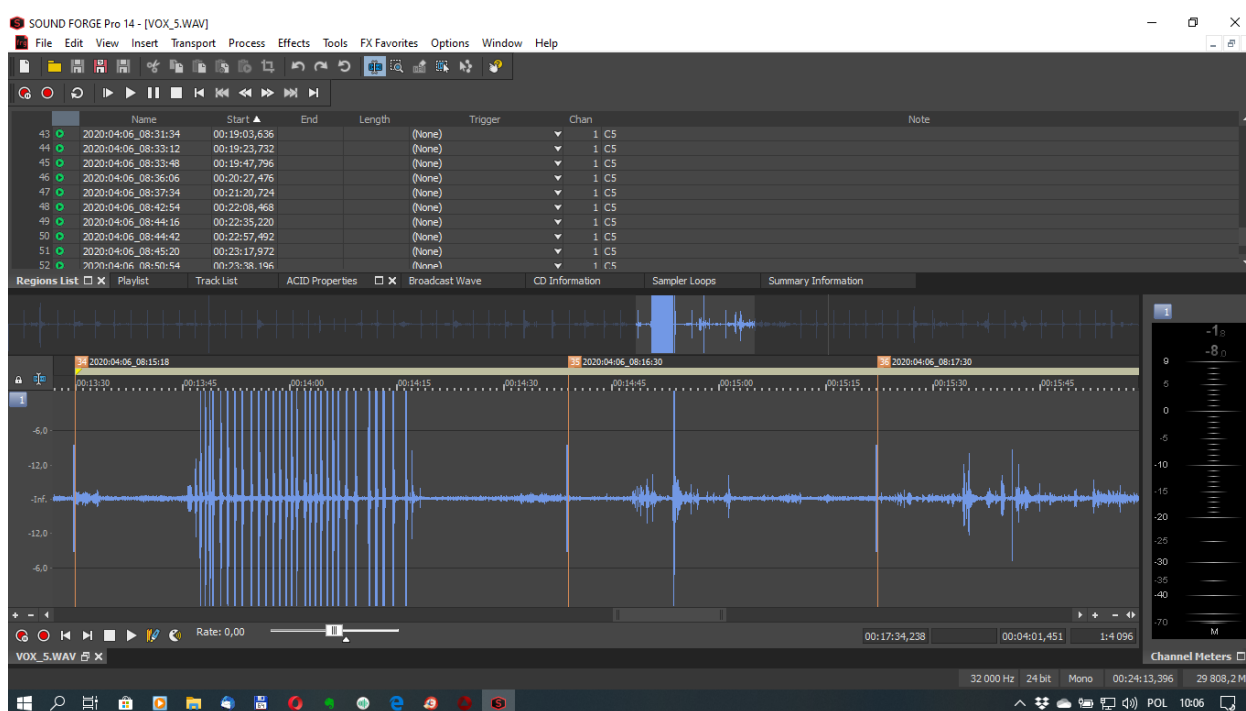 SOUND FORGE Pro 14 - [VOX_5.WAV]
File Edit View Insert Transport Process Effects Tools FX Favorites Options Window Help
Name Start End Length Trigger Chan Note
43 2020:04:06_08:31:34 00:19:03,636 (None) 1 C5
44 2020:04:06_08:33:12 00:19:23,732 (None) 1 C5
45 2020:04:06_08:33:48 00:19:47,796 (None) 1 C5
46 2020:04:06_08:36:06 00:20:27,476 (None) 1 C5
47 2020:04:06_08:37:34 00:21:20,724 (None) 1 C5
48 2020:04:06_08:42:54 00:22:08,468 (None) 1 C5
49 2020:04:06_08:44:16 00:22:35,220 (None) 1 C5
50 2020:04:06_08:44:42 00:22:57,492 (None) 1 C5
51 2020:04:06_08:45:20 00:23:17,972 (None) 1 C5
52 2020:04:06_08:50:54 00:23:38,196 (None) 1 C5
Regions List Playlist Track List ACID Properties Broadcast Wave CD Information Sampler Loops Summary Information
1
-1,8
-8,0
34 2020:04:06_08:15:18 35 2020:04:06_08:16:30 36 2020:04:06_08:17:30
,00:13:30 ,00:13:45 ,00:14:00 ,00:14:15 ,00:14:30 ,00:14:45 ,00:15:00 ,00:15:15 ,00:15:30 ,00:15:45
1
-6,0
-12,0
-Inf.
-12,0
-6,0
9
5
0
-5
-10
-15
-20
-25
-30
-35
-40
-70
M
Rate: 0,00 00:17:34,238 00:04:01,451 1:4 096
VOX_5.WAV Channel Meters
32 000 Hz 24 bit Mono 00:24:13,396 29 808,2 M
POL 10:06